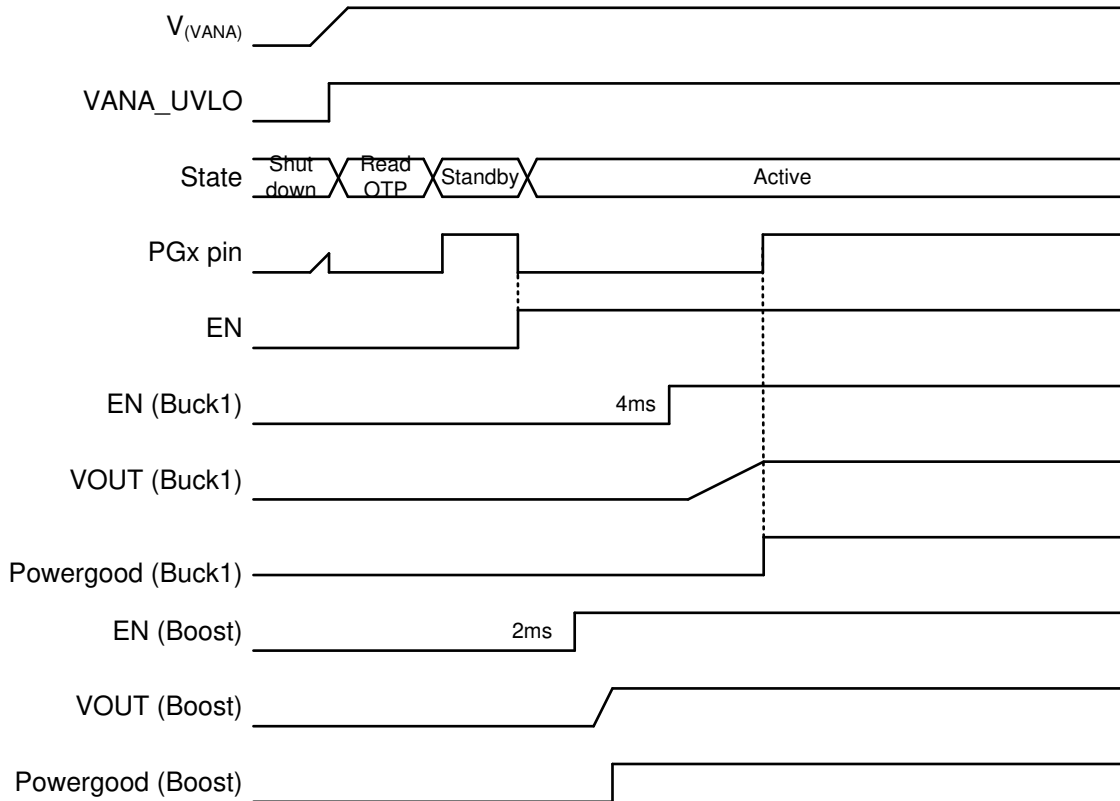 V(VANA)
VANA_UVLO
State
Shut
down
Read
OTP
Standby
Active
PGx pin
EN
EN (Buck1)
4ms
VOUT (Buck1)
Powergood (Buck1)
EN (Boost)
2ms
VOUT (Boost)
Powergood (Boost)